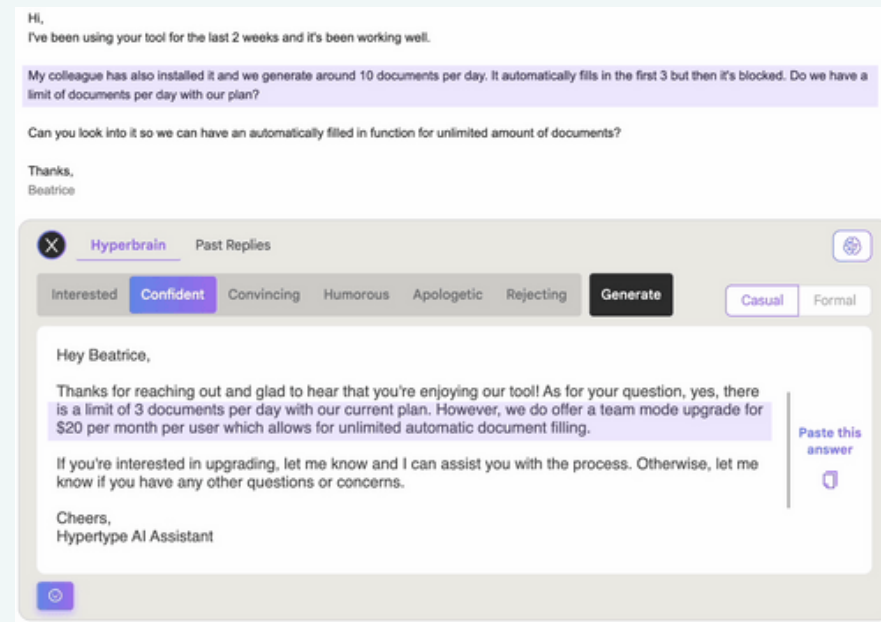 Hi,
I've been using your tool for the last 2 weeks and it's been working well.
My colleague has also installed it and we generate around 10 documents per day. It automatically fills in the first 3 but then it's blocked. Do we have a
limit of documents per day with our plan?
Can you look into it so we can have an automatically filled in function for unlimited amount of documents?
Thanks,
Beatrice
Hyperbrain Past Replies
Interested Confident Convincing Humorous Apologetic Rejecting Generate Casual Formal
Hey Beatrice,
Thanks for reaching out and glad to hear that you're enjoying our tool! As for your question, yes, there
is a limit of 3 documents per day with our current plan. However, we do offer a team mode upgrade for
$20 per month per user which allows for unlimited automatic document filling.
If you're interested in upgrading, let me know and I can assist you with the process. Otherwise, let me
know if you have any other questions or concerns.
Cheers,
Hypertype AI Assistant
Paste this
answer